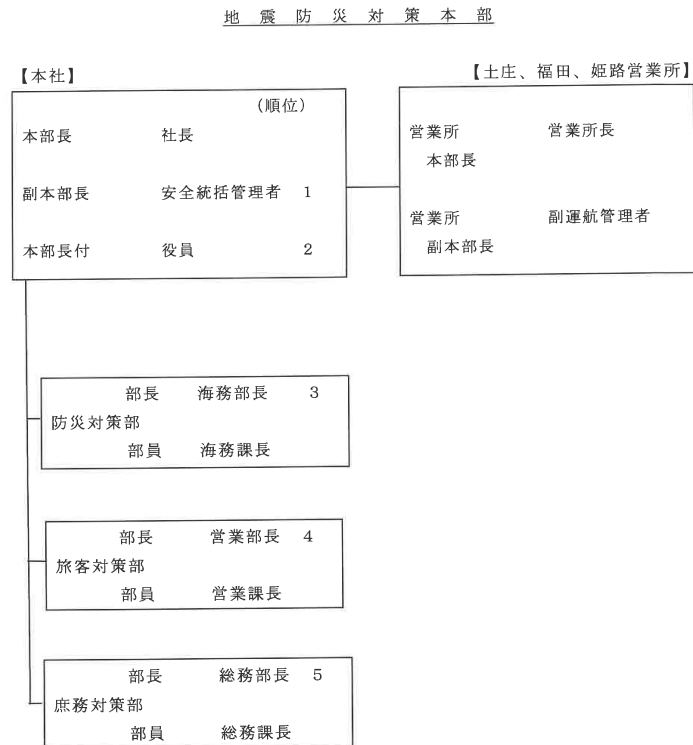 地震防災対策本部
【本社】
(順位)
本部長 社長
副本部長 安全統括管理者 1
本部長付 役員 2
【土庄、福田、姫路営業所】
営業所 営業所長
本部長
営業所 副運航管理者
副本部長
部長 海務部長 3
防災対策部
部員 海務課長
部長 営業部長 4
旅客対策部
部員 営業課長
部長 総務部長 5
庶務対策部
部員 総務課長